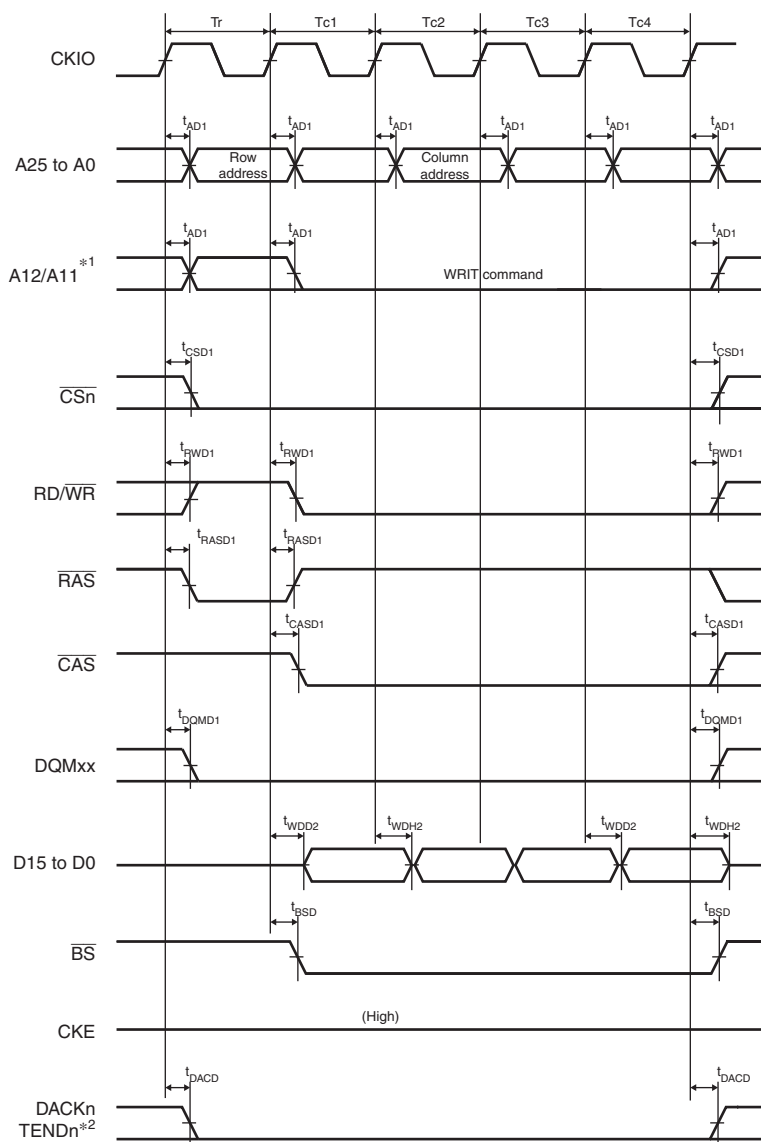 Tr Tc1 Tc2 Tc3 Tc4
CKIO
tAD1 tAD1 tAD1 tAD1 tAD1 tAD1
A25 to A0
Row address
Column address
tAD1 tAD1 tAD1
A12/A11*1
WRIT command
tCSD1 tCSD1
CSn
tRWD1 tRWD1 tRWD1
RD/WR
tRASD1 tRASD1
RAS
tCASD1 tCASD1
CAS
tDQMD1 tDQMD1
DQMxx
tWDD2 tWDH2 tWDD2 tWDH2
D15 to D0
tBSD tBSD
BS
(High)
CKE
tDACD tDACD
DACKn
TENDn*2